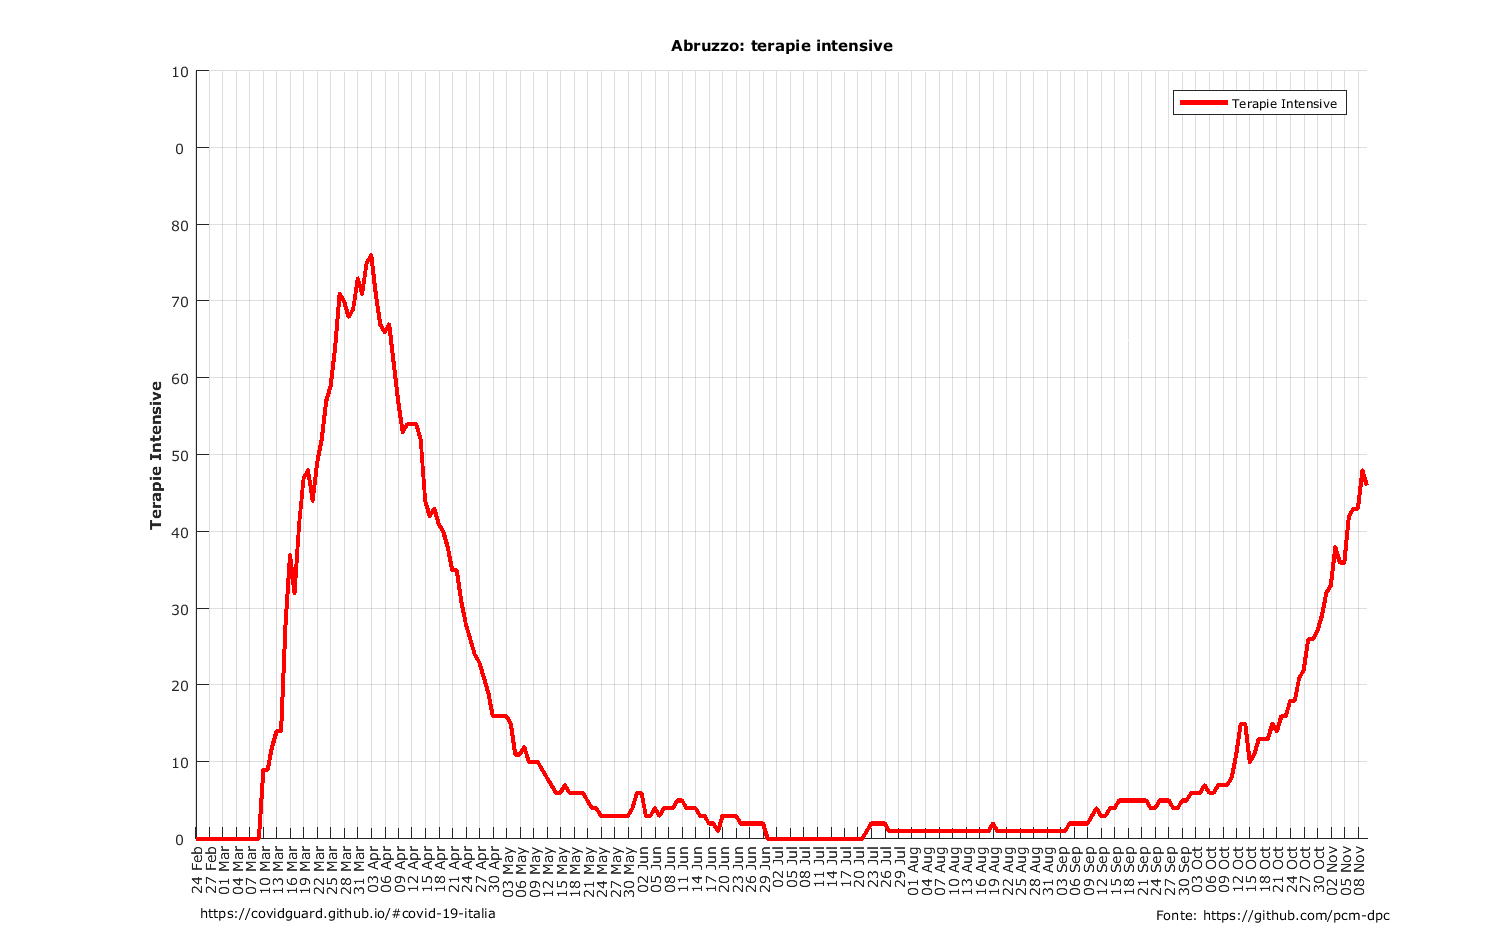 Abruzzo: terapie intensive
Terapie Intensive
10
0
80
70
60
50
40
30
20
10
0
Terapie Intensive
24 Feb
27 Feb
01 Mar
04 Mar
07 Mar
10 Mar
13 Mar
16 Mar
19 Mar
22 Mar
25 Mar
28 Mar
31 Mar
03 Apr
06 Apr
09 Apr
12 Apr
15 Apr
18 Apr
21 Apr
24 Apr
27 Apr
30 Apr
03 May
06 May
09 May
12 May
15 May
18 May
21 May
24 May
27 May
30 May
02 Jun
05 Jun
08 Jun
11 Jun
14 Jun
17 Jun
20 Jun
23 Jun
26 Jun
29 Jun
02 Jul
05 Jul
08 Jul
11 Jul
14 Jul
17 Jul
20 Jul
23 Jul
26 Jul
29 Jul
01 Aug
04 Aug
07 Aug
10 Aug
13 Aug
16 Aug
19 Aug
22 Aug
25 Aug
28 Aug
31 Aug
03 Sep
06 Sep
09 Sep
12 Sep
15 Sep
18 Sep
21 Sep
24 Sep
27 Sep
30 Sep
03 Oct
06 Oct
09 Oct
12 Oct
15 Oct
18 Oct
21 Oct
24 Oct
27 Oct
30 Oct
02 Nov
05 Nov
08 Nov
https://covidguard.github.io/#covid-19-italia
Fonte: https://github.com/pcm-dpc